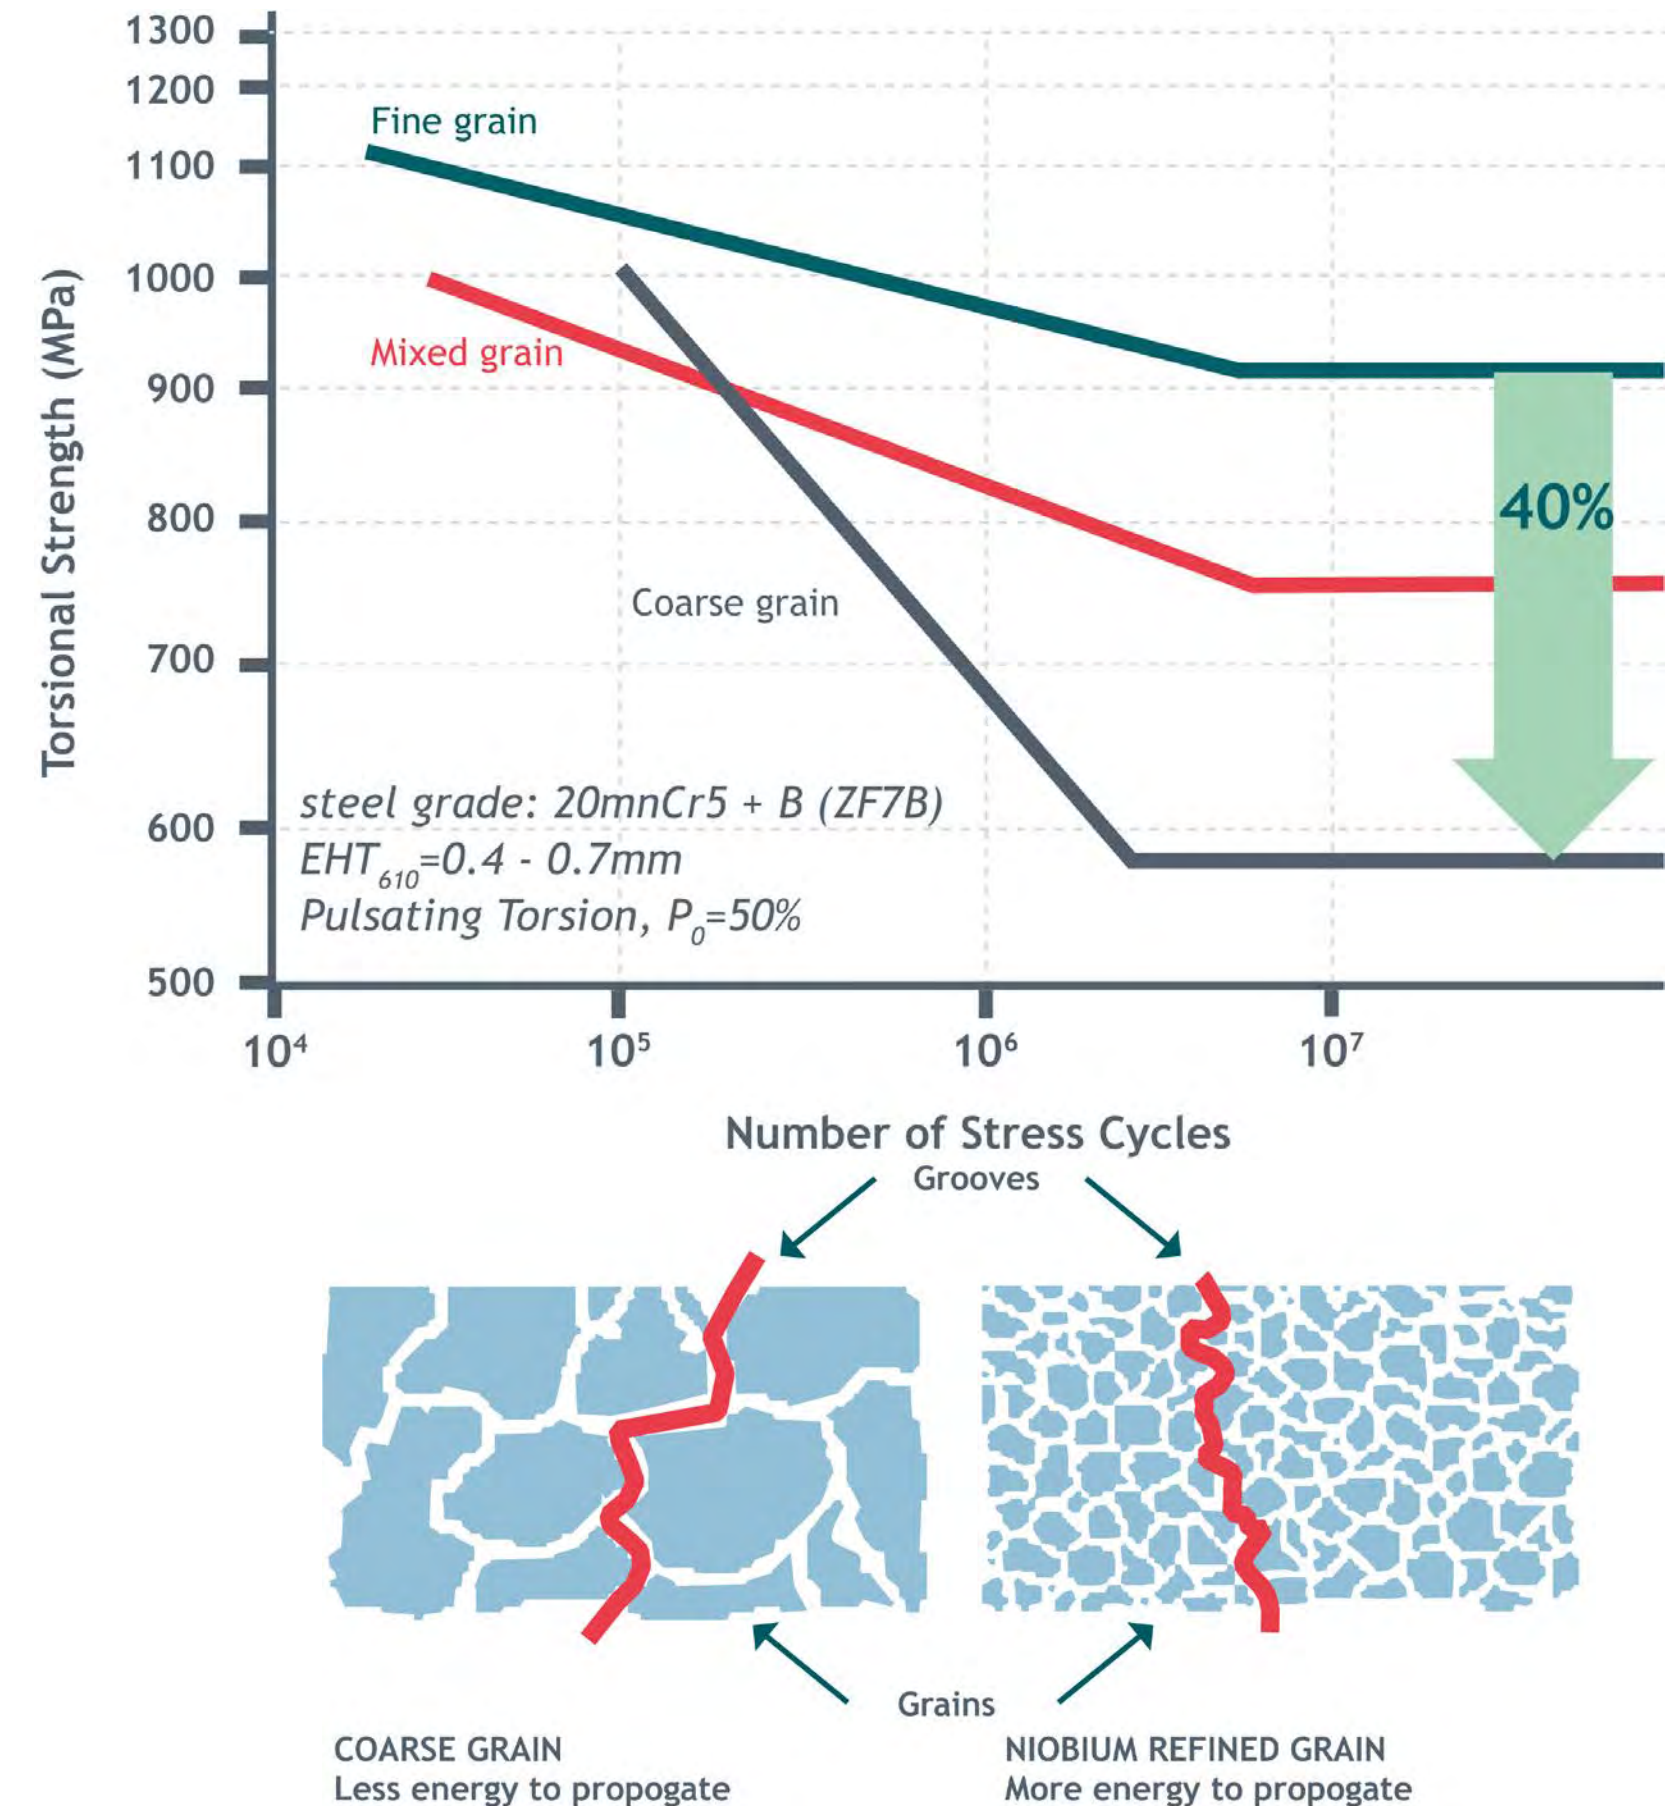 1300
1200
1100
1000
900
800
700
600
500
Torsional Strength (MPa)
Fine grain
Mixed grain
Coarse grain
40%
steel grade: 20mnCr5 + B (ZF7B)
EHT₆₁₀=0.4 - 0.7mm
Pulsating Torsion, P₀=50%
10⁴ 10⁵ 10⁶ 10⁷
Number of Stress Cycles
Grooves
Grains
COARSE GRAIN
Less energy to propogate
NIOBIUM REFINED GRAIN
More energy to propogate